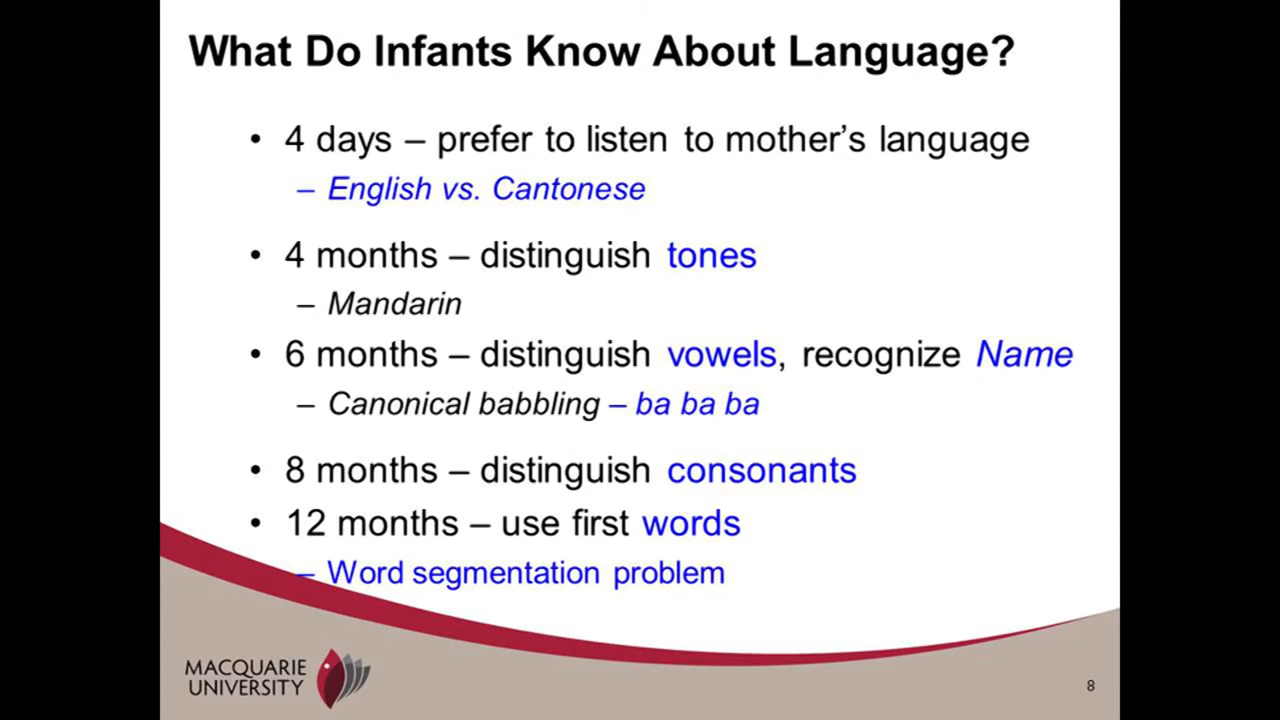 What Do Infants Know About Language?
• 4 days – prefer to listen to mother’s language
– English vs. Cantonese
• 4 months – distinguish tones
– Mandarin
• 6 months – distinguish vowels, recognize Name
– Canonical babbling – ba ba ba
• 8 months – distinguish consonants
• 12 months – use first words
– Word segmentation problem
MACQUARIE
UNIVERSITY
8